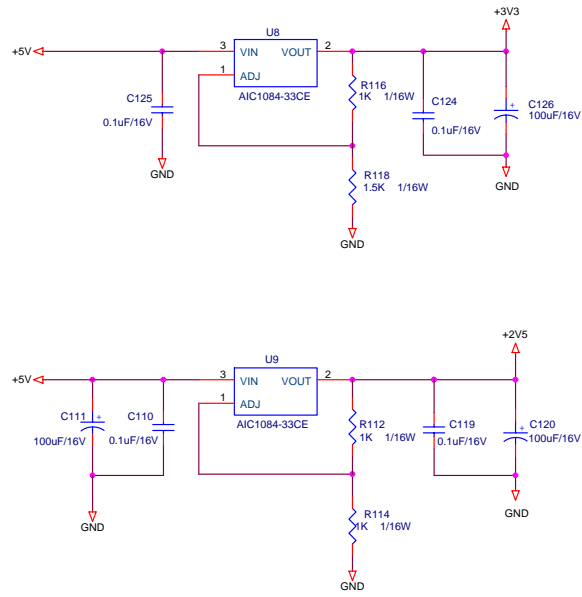 +3V3
U8
+5V
3
VIN
VOUT
2
1
ADJ
AIC1084-33CE
C125
0.1uF/16V
R116
1K 1/16W
C124
0.1uF/16V
C126
100uF/16V
+
GND
GND
R118
1.5K 1/16W
GND
+2V5
U9
+5V
3
VIN
VOUT
2
1
ADJ
AIC1084-33CE
C111
+
100uF/16V
C110
0.1uF/16V
R112
1K 1/16W
C119
0.1uF/16V
C120
+
100uF/16V
GND
GND
R114
1K 1/16W
GND